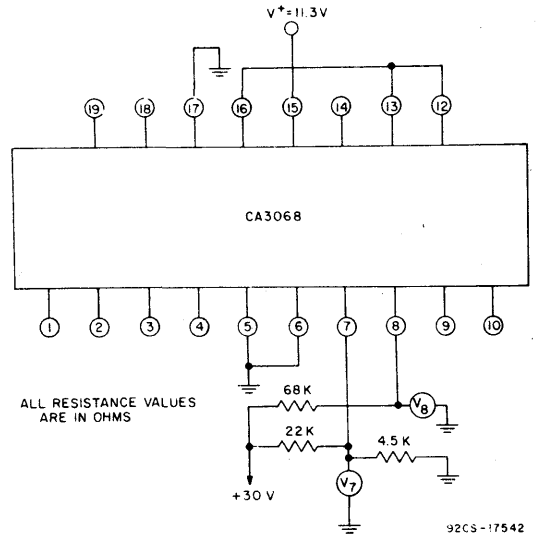 V+=11.3V
19 18 17 16 15 14 13 12
CA3068
1 2 3 4 5 6 7 8 9 10
ALL RESISTANCE VALUES
ARE IN OHMS
68K
V8
22K
4.5K
+30V
V7
92CS-17542